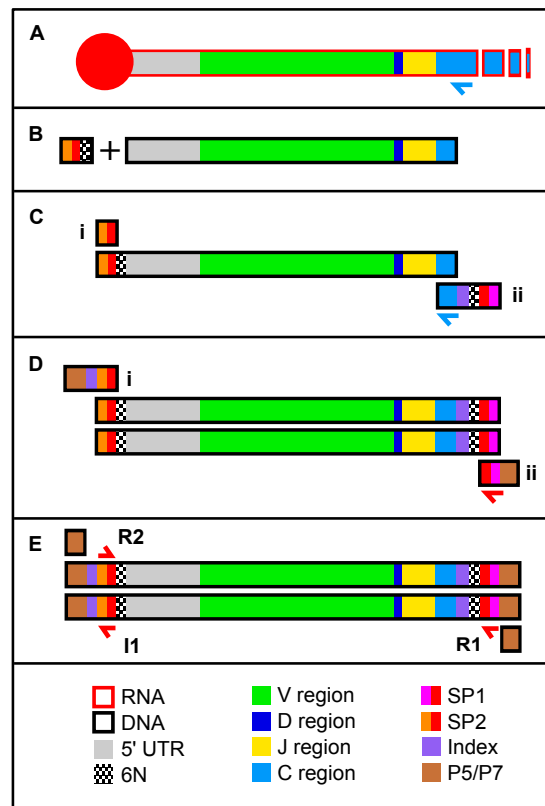 A
B
+
C
i
ii
D
i
ii
E
R2
I1
R1
RNA
DNA
5' UTR
6N
V region
D region
J region
C region
SP1
SP2
Index
P5/P7